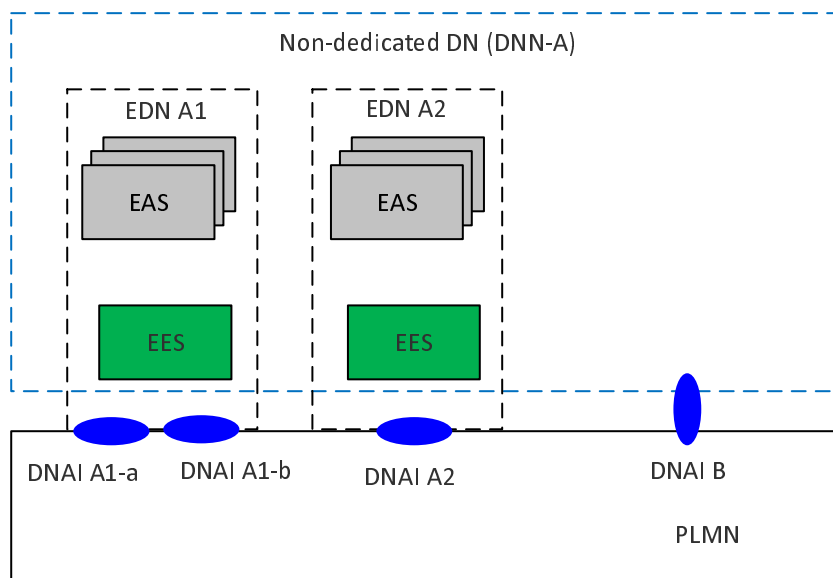 Non-dedicated DN (DNN-A)
EDN A1
EDN A2
EAS
EAS
EES
EES
DNAI A1-a
DNAI A1-b
DNAI A2
DNAI B
PLMN